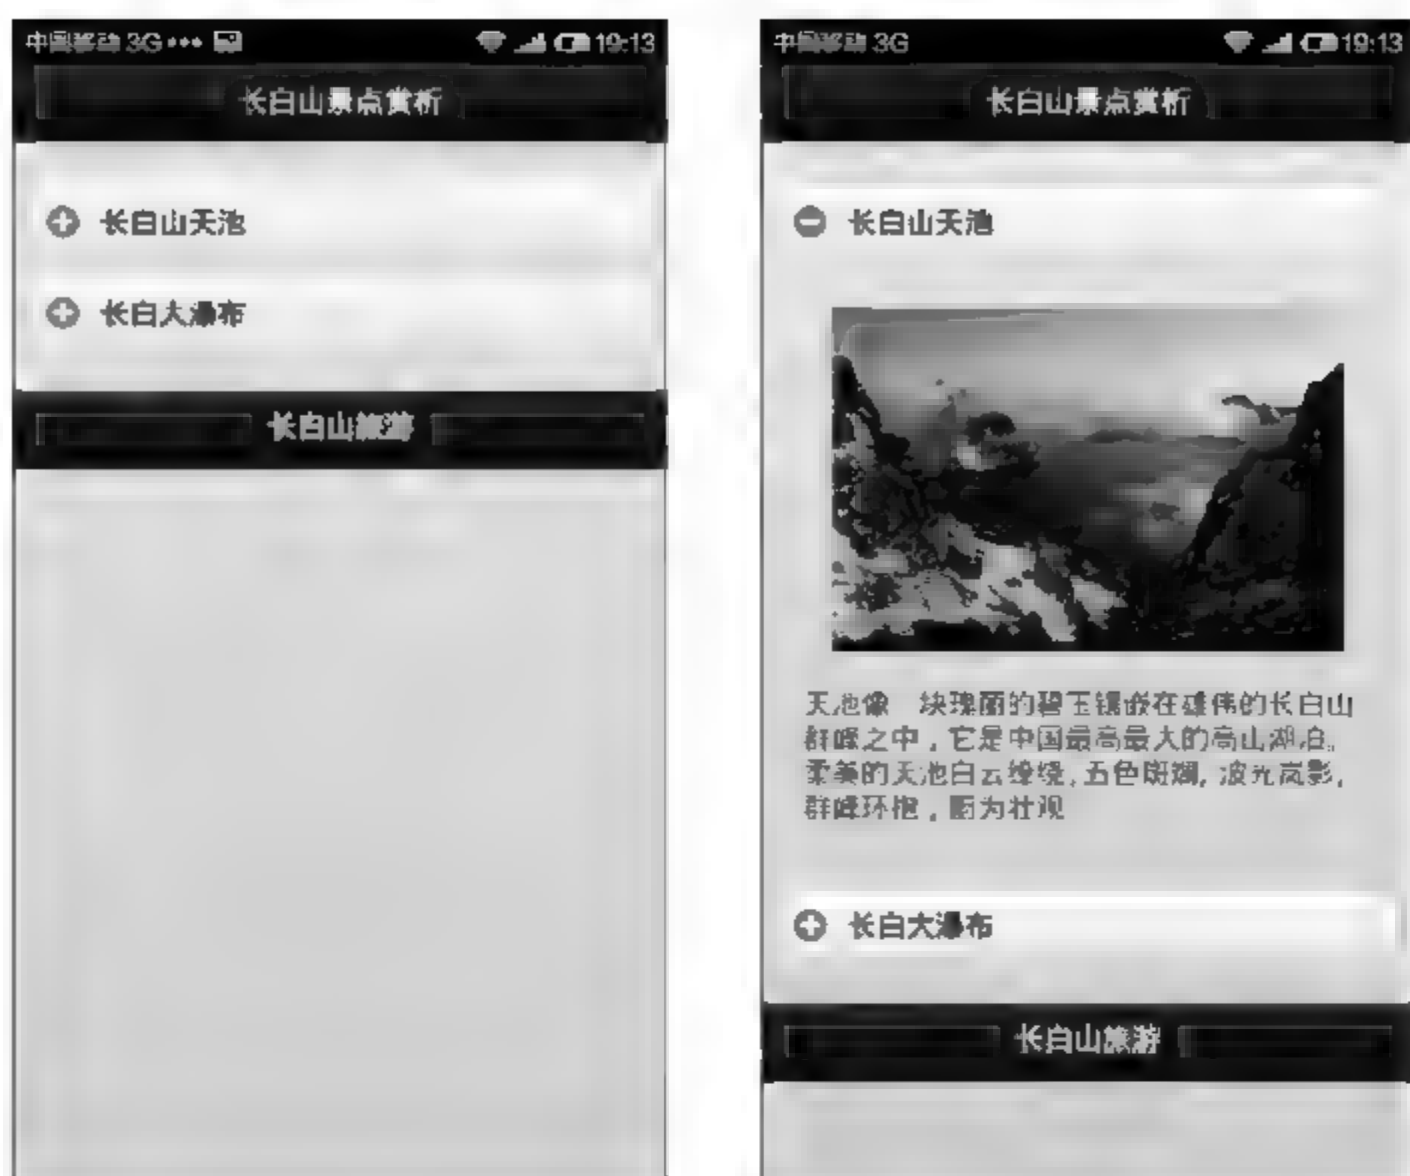 中国移动 3G ••• 19:13
长白山景点赏析
长白山天池
长白大瀑布
长白山旅游
中国移动 3G 19:13
长白山景点赏析
长白山天池
天池像 块瑰丽的碧玉镶嵌在雄伟的长白山
群峰之中，它是中国最高最大的高山湖泊。
柔美的天池白云缭绕，五色斑斓，波光岚影，
群峰环抱，蔚为壮观
长白大瀑布
长白山旅游